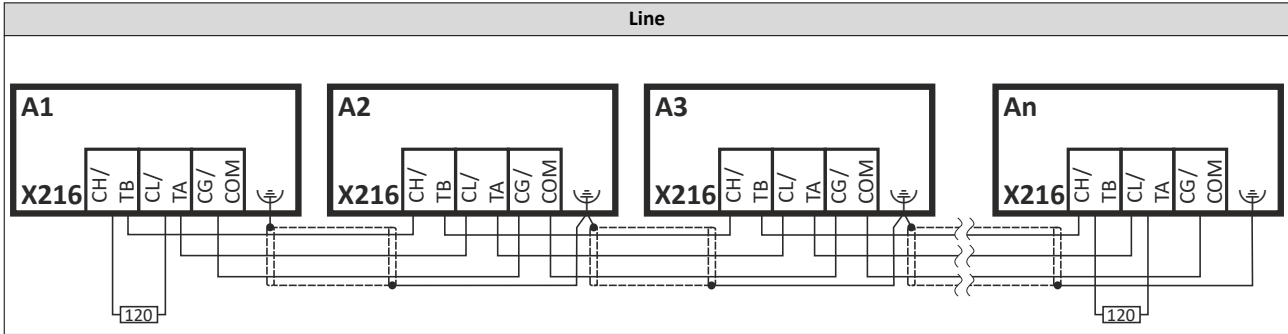 Line
A1
X216
CH/
TB
CL/
TA
CG/
COM
A2
X216
CH/
TB
CL/
TA
CG/
COM
A3
X216
CH/
TB
CL/
TA
CG/
COM
An
X216
CH/
TB
CL/
TA
CG/
COM
120
120